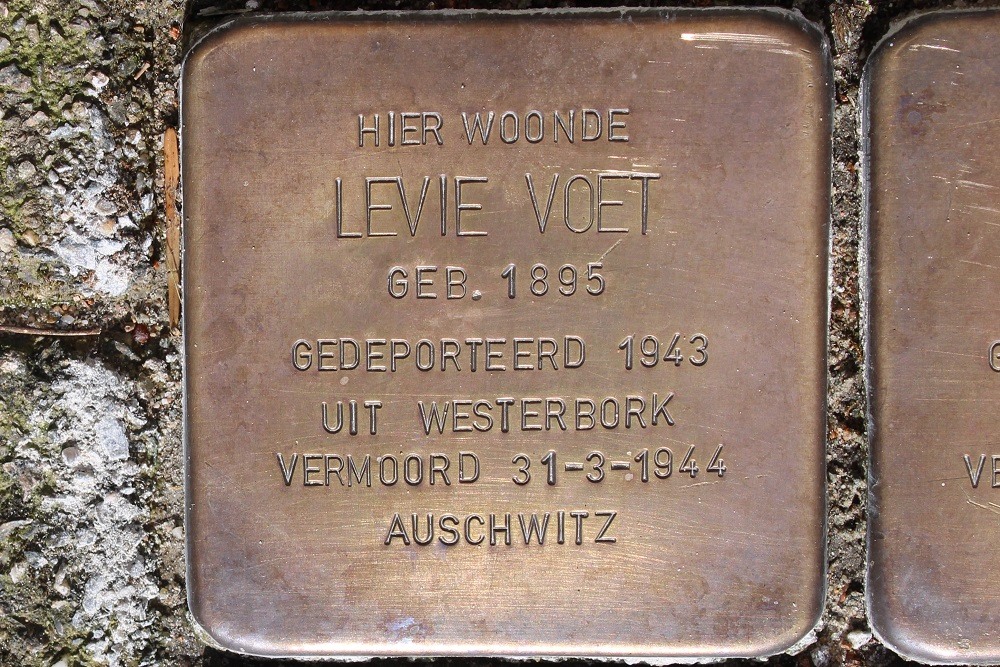 HIER WOONDE
LEVIE VOET
GEB. 1895
GEDEPORTEERD 1943
UIT WESTERBORK
VERMOORD 31-3-1944
AUSCHWITZ